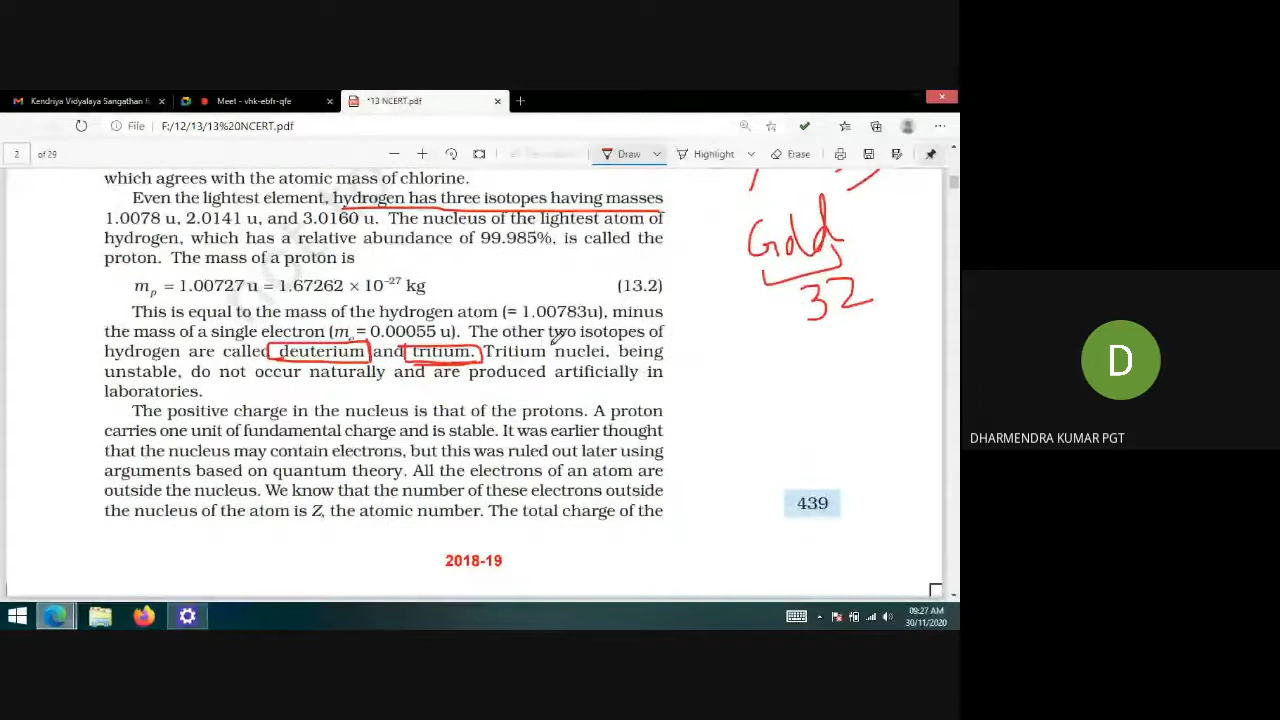 Kendriya Vidyalaya Sangathan
Meet - vhk-ebfr-qfe
*13 NCERT.pdf
File
F:/12/13/13%20NCERT.pdf
2
of 29
Draw
Highlight
Erase
which agrees with the atomic mass of chlorine.
Even the lightest element, hydrogen has three isotopes having masses
1.0078 u, 2.0141 u, and 3.0160 u. The nucleus of the lightest atom of
hydrogen, which has a relative abundance of 99.985%, is called the
proton. The mass of a proton is
mp = 1.00727 u = 1.67262 × 10⁻²⁷ kg (13.2)
This is equal to the mass of the hydrogen atom (= 1.00783u), minus
the mass of a single electron (me = 0.00055 u). The other two isotopes of
hydrogen are called deuterium and tritium. Tritium nuclei, being
unstable, do not occur naturally and are produced artificially in
laboratories.
The positive charge in the nucleus is that of the protons. A proton
carries one unit of fundamental charge and is stable. It was earlier thought
that the nucleus may contain electrons, but this was ruled out later using
arguments based on quantum theory. All the electrons of an atom are
outside the nucleus. We know that the number of these electrons outside
the nucleus of the atom is Z, the atomic number. The total charge of the
Gold
32
439
2018-19
09:27 AM
30/11/2020
D
DHARMENDRA KUMAR PGT